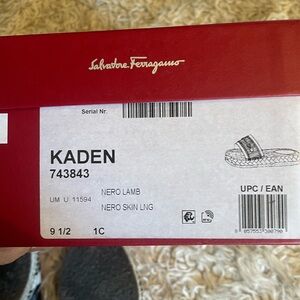 Salvatore Ferragamo
Serial Nr.
KADEN
743843
NERO LAMB
UM U 11594
NERO SKIN LNG
UPC / EAN
9 1/2 1C